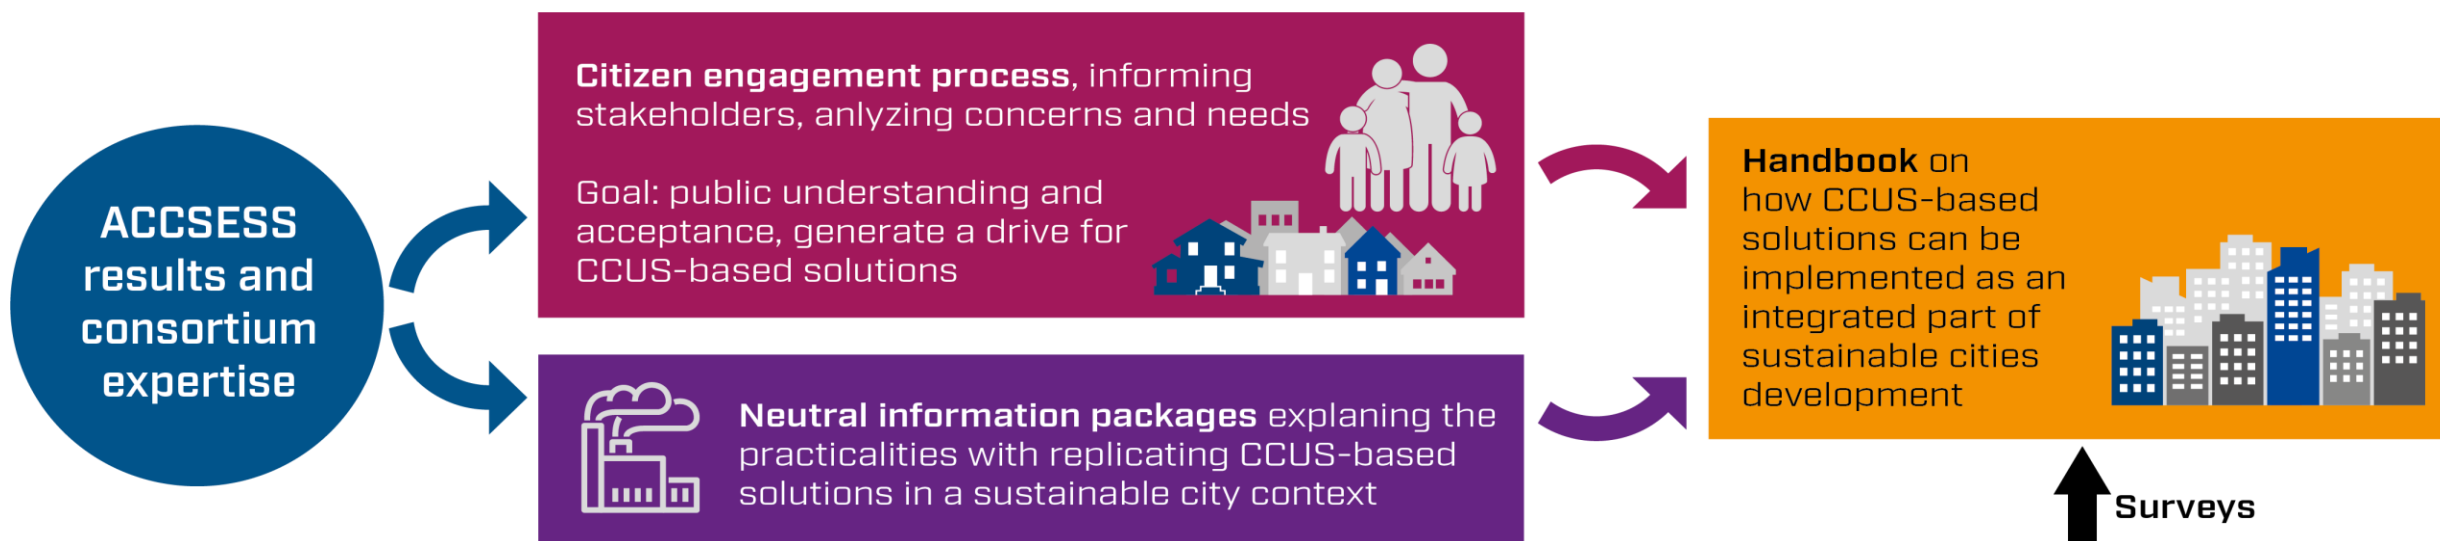 ACCSESS
results and
consortium
expertise
Citizen engagement process, informing
stakeholders, anlyzing concerns and needs
Goal: public understanding and
acceptance, generate a drive for
CCUS-based solutions
Neutral information packages explaning the
practicalities with replicating CCUS-based
solutions in a sustainable city context
Handbook on
how CCUS-based
solutions can be
implemented as an
integrated part of
sustainable cities
development
Surveys